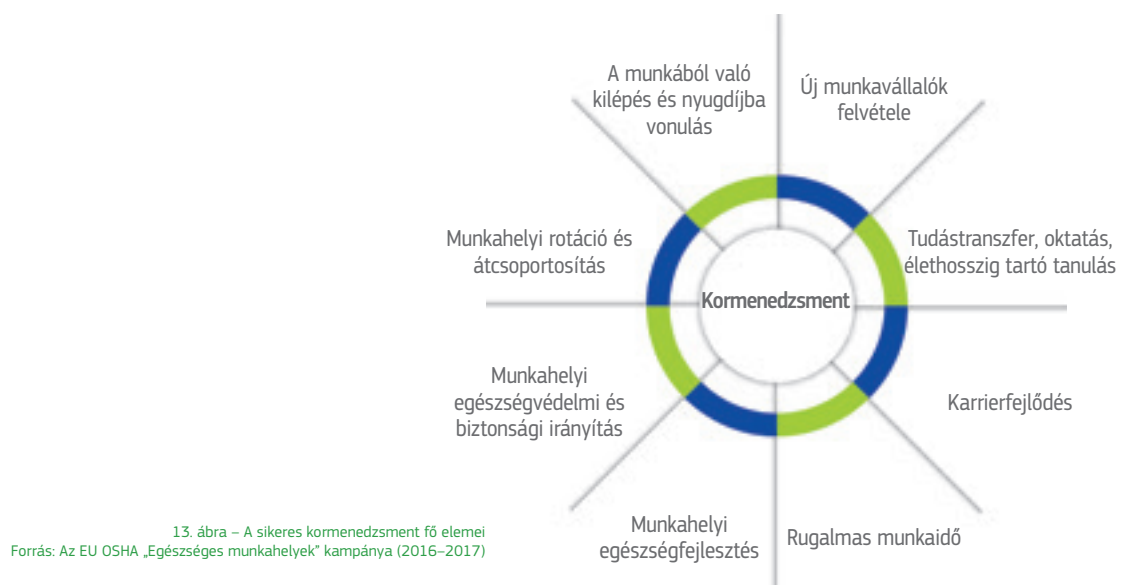 A munkából való
kilépés és nyugdíjba
vonulás
Új munkavállalók
felvétele
Munkahelyi rotáció és
átcsoportosítás
Tudástranszfer, oktatás,
élethosszig tartó tanulás
Kormenedzsment
Munkahelyi
egészségvédelmi és
biztonsági irányítás
Karrierfejlődés
Munkahelyi
egészségfejlesztés
Rugalmas munkaidő
13. ábra – A sikeres kormenedzsment fő elemei
Forrás: Az EU OSHA „Egészséges munkahelyek” kampánya (2016–2017)